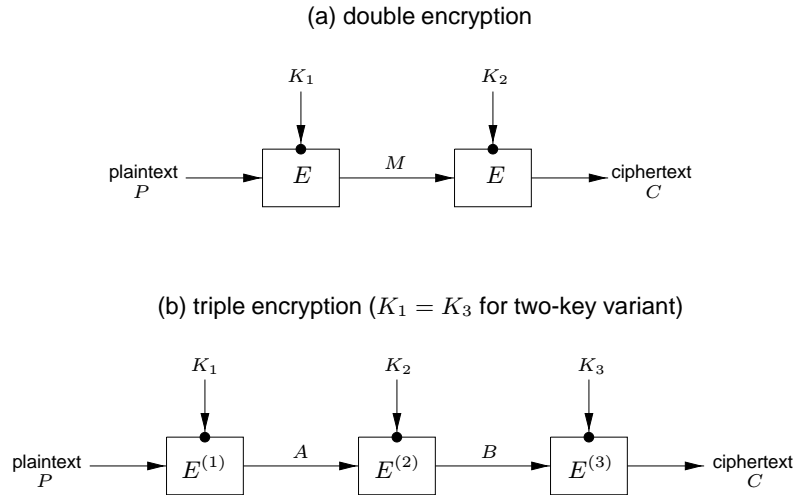 (a) double encryption
K₁ K₂
plaintext
P
E
M
E
ciphertext
C
(b) triple encryption (K₁ = K₃ for two-key variant)
K₁ K₂ K₃
plaintext
P
E⁽¹⁾
A
E⁽²⁾
B
E⁽³⁾
ciphertext
C